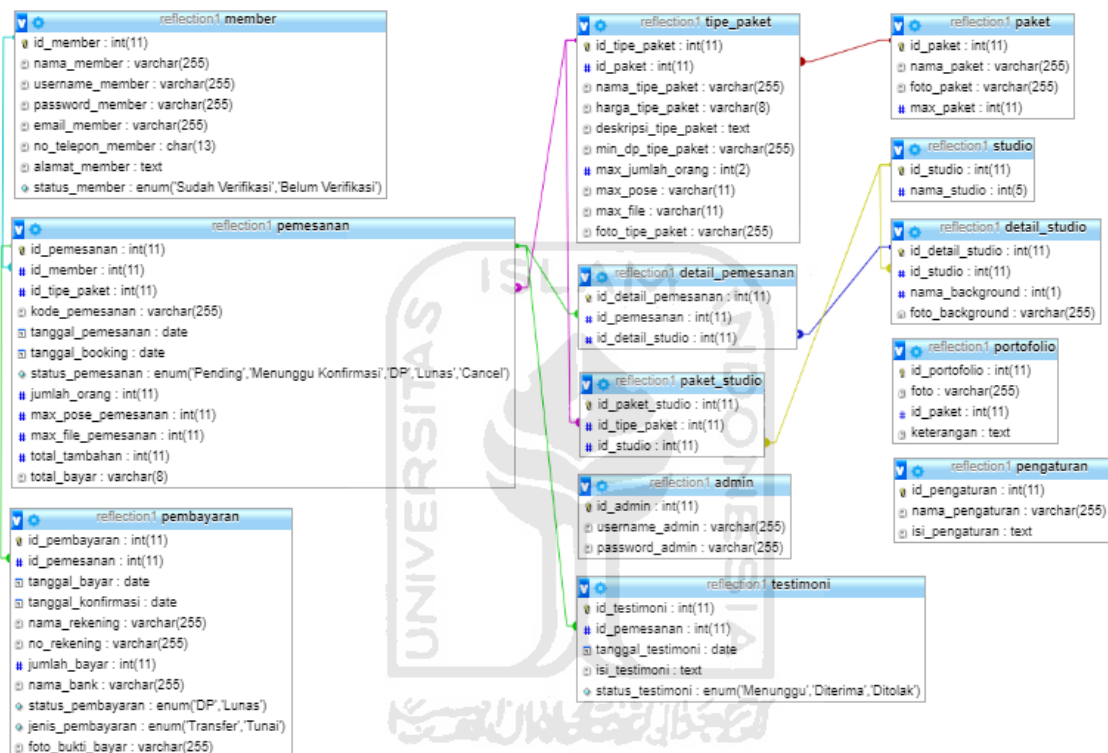 reflection1 member
id_member : int(11)
nama_member : varchar(255)
username_member : varchar(255)
password_member : varchar(255)
email_member : varchar(255)
no_telepon_member : char(13)
alamat_member : text
status_member : enum('Sudah Verifikasi','Belum Verifikasi')
reflection1 pemesanan
id_pemesanan : int(11)
id_member : int(11)
id_tipe_paket : int(11)
kode_pemesanan : varchar(255)
tanggal_pemesanan : date
tanggal_booking : date
status_pemesanan : enum('Pending','Menunggu Konfirmasi','DP','Lunas','Cancel')
jumlah_orang : int(11)
max_pose_pemesanan : int(11)
max_file_pemesanan : int(11)
total_tambahan : int(11)
total_bayar : varchar(8)
reflection1 pembayaran
id_pembayaran : int(11)
id_pemesanan : int(11)
tanggal_bayar : date
tanggal_konfirmasi : date
nama_rekening : varchar(255)
no_rekening : varchar(255)
jumlah_bayar : int(11)
nama_bank : varchar(255)
status_pembayaran : enum('DP','Lunas')
jenis_pembayaran : enum('Transfer','Tunai')
foto_bukti_bayar : varchar(255)
reflection1 tipe_paket
id_tipe_paket : int(11)
id_paket : int(11)
nama_tipe_paket : varchar(255)
harga_tipe_paket : varchar(8)
deskripsi_tipe_paket : text
min_dp_tipe_paket : varchar(255)
max_jumlah_orang : int(2)
max_pose : varchar(11)
max_file : varchar(11)
foto_tipe_paket : varchar(255)
reflection1 detail_pemesanan
id_detail_pemesanan : int(11)
id_pemesanan : int(11)
id_detail_studio : int(11)
reflection1 paket_studio
id_paket_studio : int(11)
id_tipe_paket : int(11)
id_studio : int(11)
reflection1 admin
id_admin : int(11)
username_admin : varchar(255)
password_admin : varchar(255)
reflection1 testimoni
id_testimoni : int(11)
id_pemesanan : int(11)
tanggal_testimoni : date
isi_testimoni : text
status_testimoni : enum('Menunggu','Diterima','Ditolak')
reflection1 paket
id_paket : int(11)
nama_paket : varchar(255)
foto_paket : varchar(255)
max_paket : int(11)
reflection1 studio
id_studio : int(11)
nama_studio : int(5)
reflection1 detail_studio
id_detail_studio : int(11)
id_studio : int(11)
nama_background : int(1)
foto_background : varchar(255)
reflection1 portofolio
id_portofolio : int(11)
foto : varchar(255)
id_paket : int(11)
keterangan : text
reflection1 pengaturan
id_pengaturan : int(11)
nama_pengaturan : varchar(255)
isi_pengaturan : text
UNIVERSITAS
ISLAM
INDONESIA